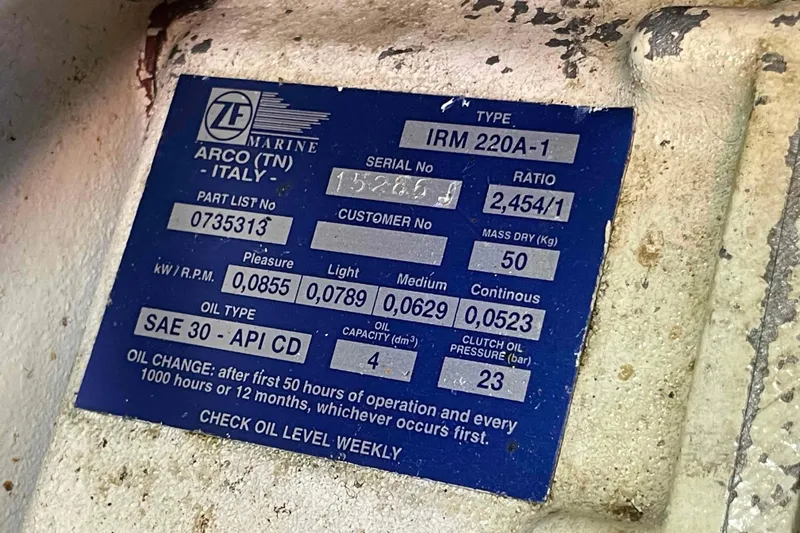 ZF
MARINE
ARCO (TN)
- ITALY -
TYPE
IRM 220A-1
SERIAL No
RATIO
2,454/1
PART LIST No
0735313
CUSTOMER No
MASS DRY (Kg)
50
kW / R.P.M.
Pleasure
Light
Medium
Continous
0,0855
0,0789
0,0629
0,0523
OIL TYPE
SAE 30 - API CD
OIL
CAPACITY (dm³)
4
CLUTCH OIL
PRESSURE (bar)
23
OIL CHANGE: after first 50 hours of operation and every
1000 hours or 12 months, whichever occurs first.
CHECK OIL LEVEL WEEKLY